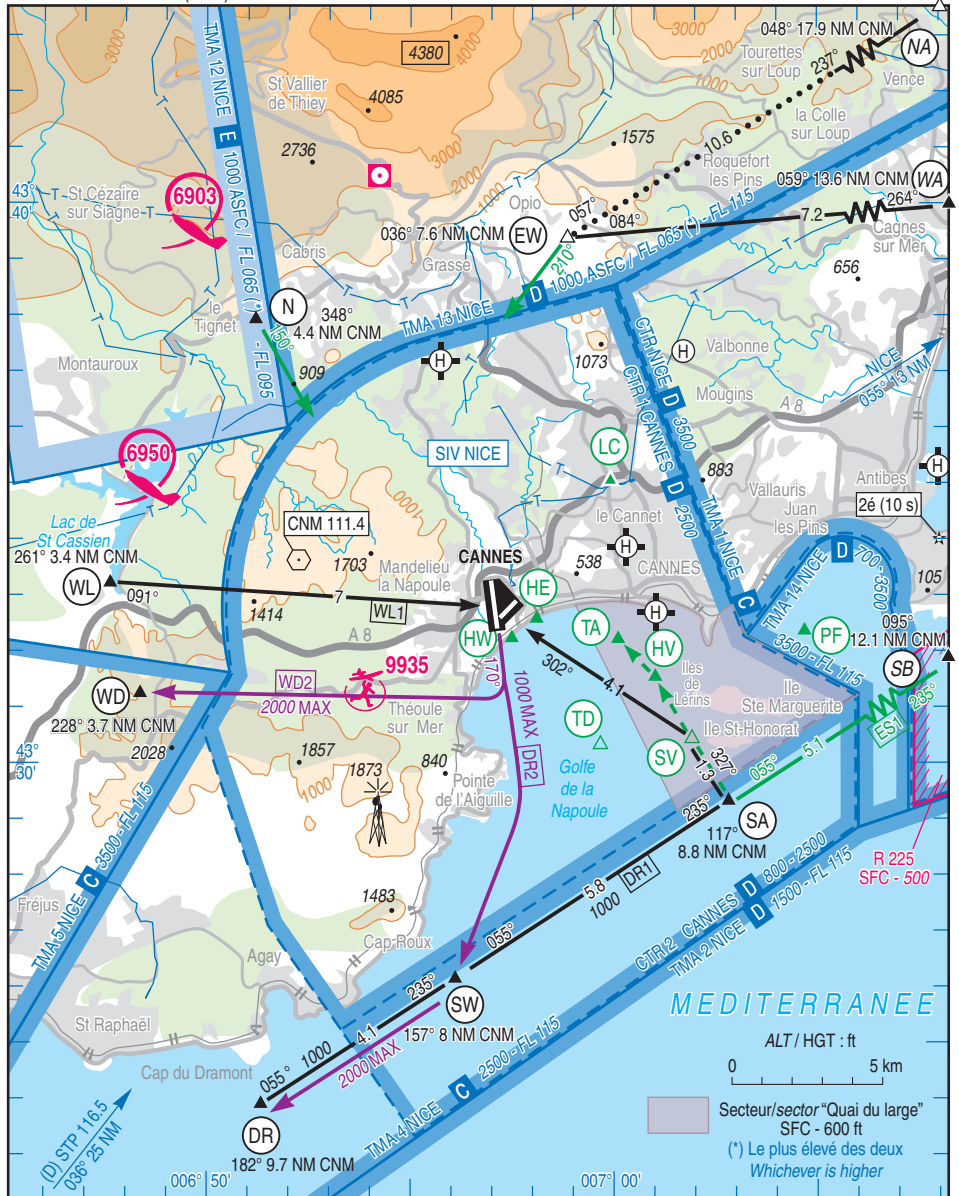 048° 17.9 NM CNM
NA
237°
Tourettes
sur Loup
Vence
3000
4000
3000
2000
1000
4380
TMA 12 NICE E 1000 ASFC / FL 065 (*) - FL 095
St Vallier
de Thiey
4085
2736
1575
la Colle
sur Loup
10.6
Roquefort
les Pins
3000
2000
1000
43°
40'
St Cézaire
sur Siagne
6903
059° 13.6 NM CNM
WA
264°
7.2
Cagnes
sur Mer
Opio
057°
084°
036° 7.6 NM CNM
EW
210°
Cabris
Grasse
656
TMA 13 NICE D 1000 ASFC / FL 065 (*) - FL 115
le
Tignet
N
348°
4.4 NM CNM
150°
909
Montauroux
H
1073
H
Valbonne
Mougins
A 8
NICE
055° 13 NM
CTR NICE D 3500
CTR 1 CANNES D 2500
6950
SIV NICE
LC
883
TMA 1 NICE C 3500 - FL 115
Vallauris
Juan
les Pins
Antibes
H
2é (10 s)
Lac de
St Cassien
CNM 111.4
1000
1703
le Cannet
H
CANNES
538
TMA 14 NICE D 700 - 3500
105
261° 3.4 NM CNM
WL
091°
7
WL1
1414
Mandelieu
la Napoule
CANNES
HE
HW
A 8
H
TA
HV
PF
095°
12.1 NM CNM
SB
235°
WD
228° 3.7 NM CNM
WD2
2000 MAX
9935
170°
302°
4.1
Iles
de
Lérins
Ile
Ste Marguerite
Ile St-Honorat
ES1
5.1
055°
Théoule
sur Mer
1000 MAX
DR2
TD
SV
327°
1.3
43°
30'
2028
1857
1000
1873
840
Pointe
de l'Aiguille
Golfe
de la
Napoule
235°
SA
117°
8.8 NM CNM
R 225
SFC - 500
TMA 5 NICE C 3500 - FL 115
Fréjus
1483
Cap Roux
5.8
1000
DR1
CTR 2 CANNES D 800 - 2500
TMA 2 NICE D 1500 - FL 115
Agay
055°
235°
SW
157° 8 NM CNM
MEDITERRANEE
St Raphaël
4.1
1000
2000 MAX
055°
Cap du Dramont
ALT / HGT : ft
0 5 km
DR
182° 9.7 NM CNM
(D) STP 116.5
036° 25 NM
TMA 4 NICE C 2500 - FL 115
Secteur/sector "Quai du large"
SFC - 600 ft
(*) Le plus élevé des deux
Whichever is higher
006° 50'
007° 00'